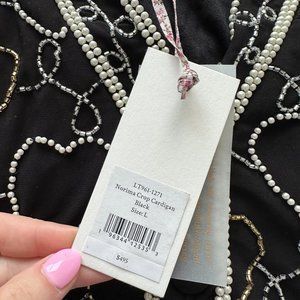 LT961-1271
Norima Crop Cardigan
Black
Size: L
$495